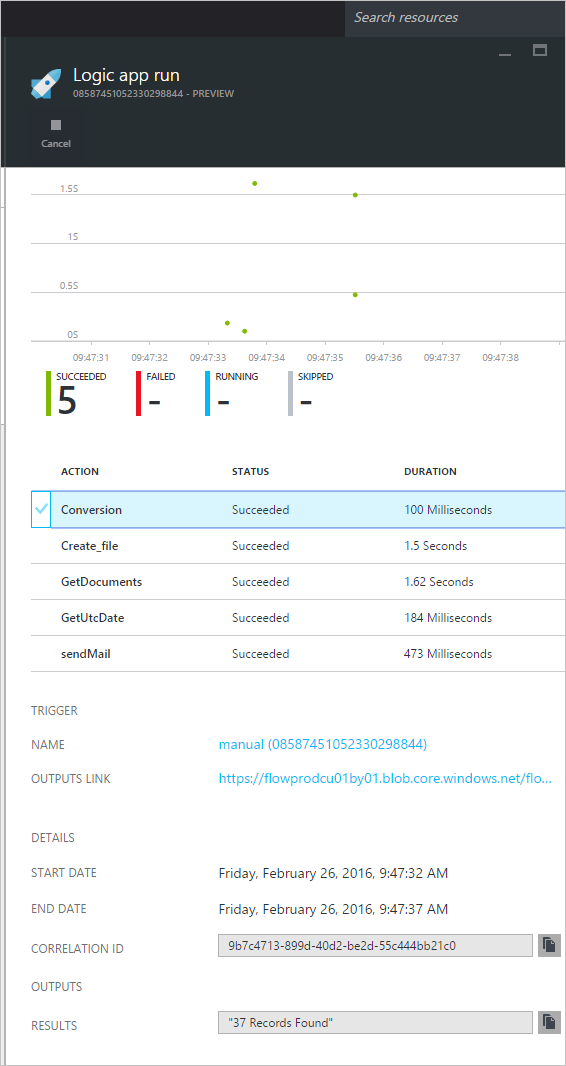 Search resources
Logic app run
08587451052330298844 - PREVIEW
Cancel
1.5S
1S
0.5S
0S
09:47:31 09:47:32 09:47:33 09:47:34 09:47:35 09:47:36 09:47:37 09:47:38
SUCCEEDED FAILED RUNNING SKIPPED
5 - - -
ACTION STATUS DURATION
Conversion Succeeded 100 Milliseconds
Create_file Succeeded 1.5 Seconds
GetDocuments Succeeded 1.62 Seconds
GetUtcDate Succeeded 184 Milliseconds
sendMail Succeeded 473 Milliseconds
TRIGGER
NAME manual (08587451052330298844)
OUTPUTS LINK https://flowprodcu01by01.blob.core.windows.net/flo...
DETAILS
START DATE Friday, February 26, 2016, 9:47:32 AM
END DATE Friday, February 26, 2016, 9:47:37 AM
CORRELATION ID 9b7c4713-899d-40d2-be2d-55c444bb21c0
OUTPUTS
RESULTS "37 Records Found"